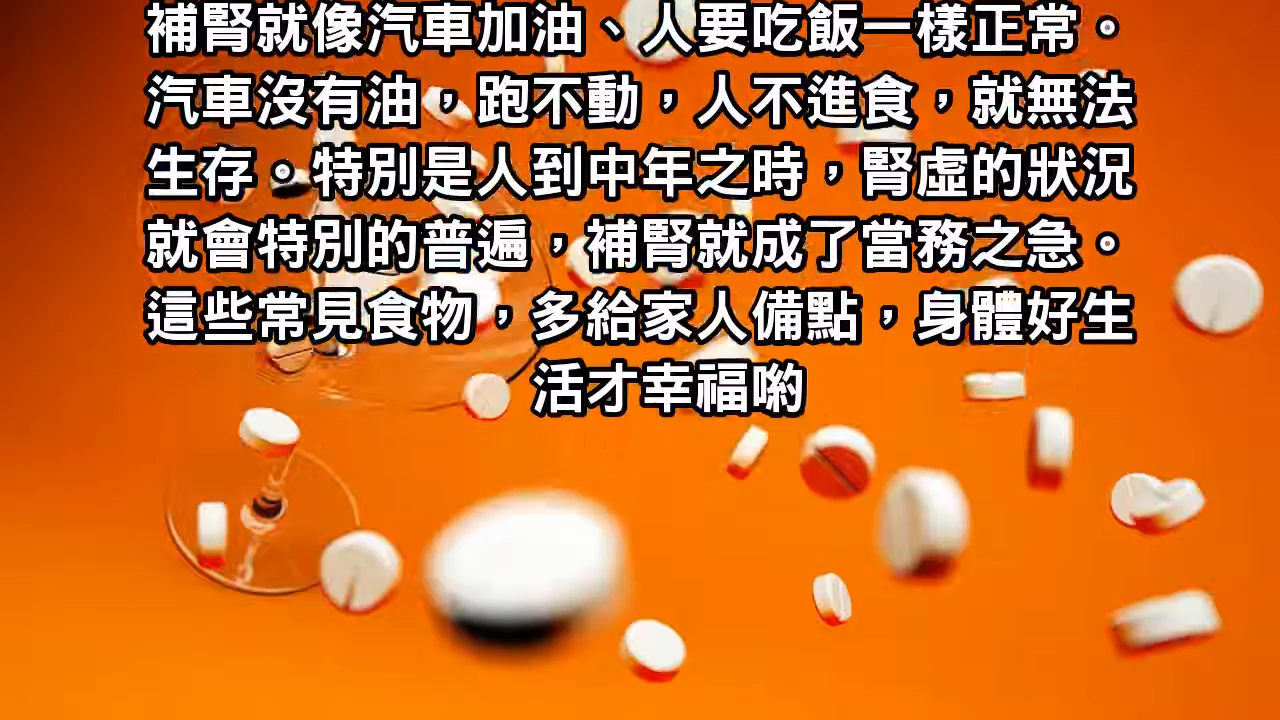 補腎就像汽車加油、人要吃飯一樣正常。
汽車沒有油，跑不動，人不進食，就無法
生存。特別是人到中年之時，腎虛的狀況
就會特別的普遍，補腎就成了當務之急。
這些常見食物，多給家人備點，身體好生
活才幸福喲